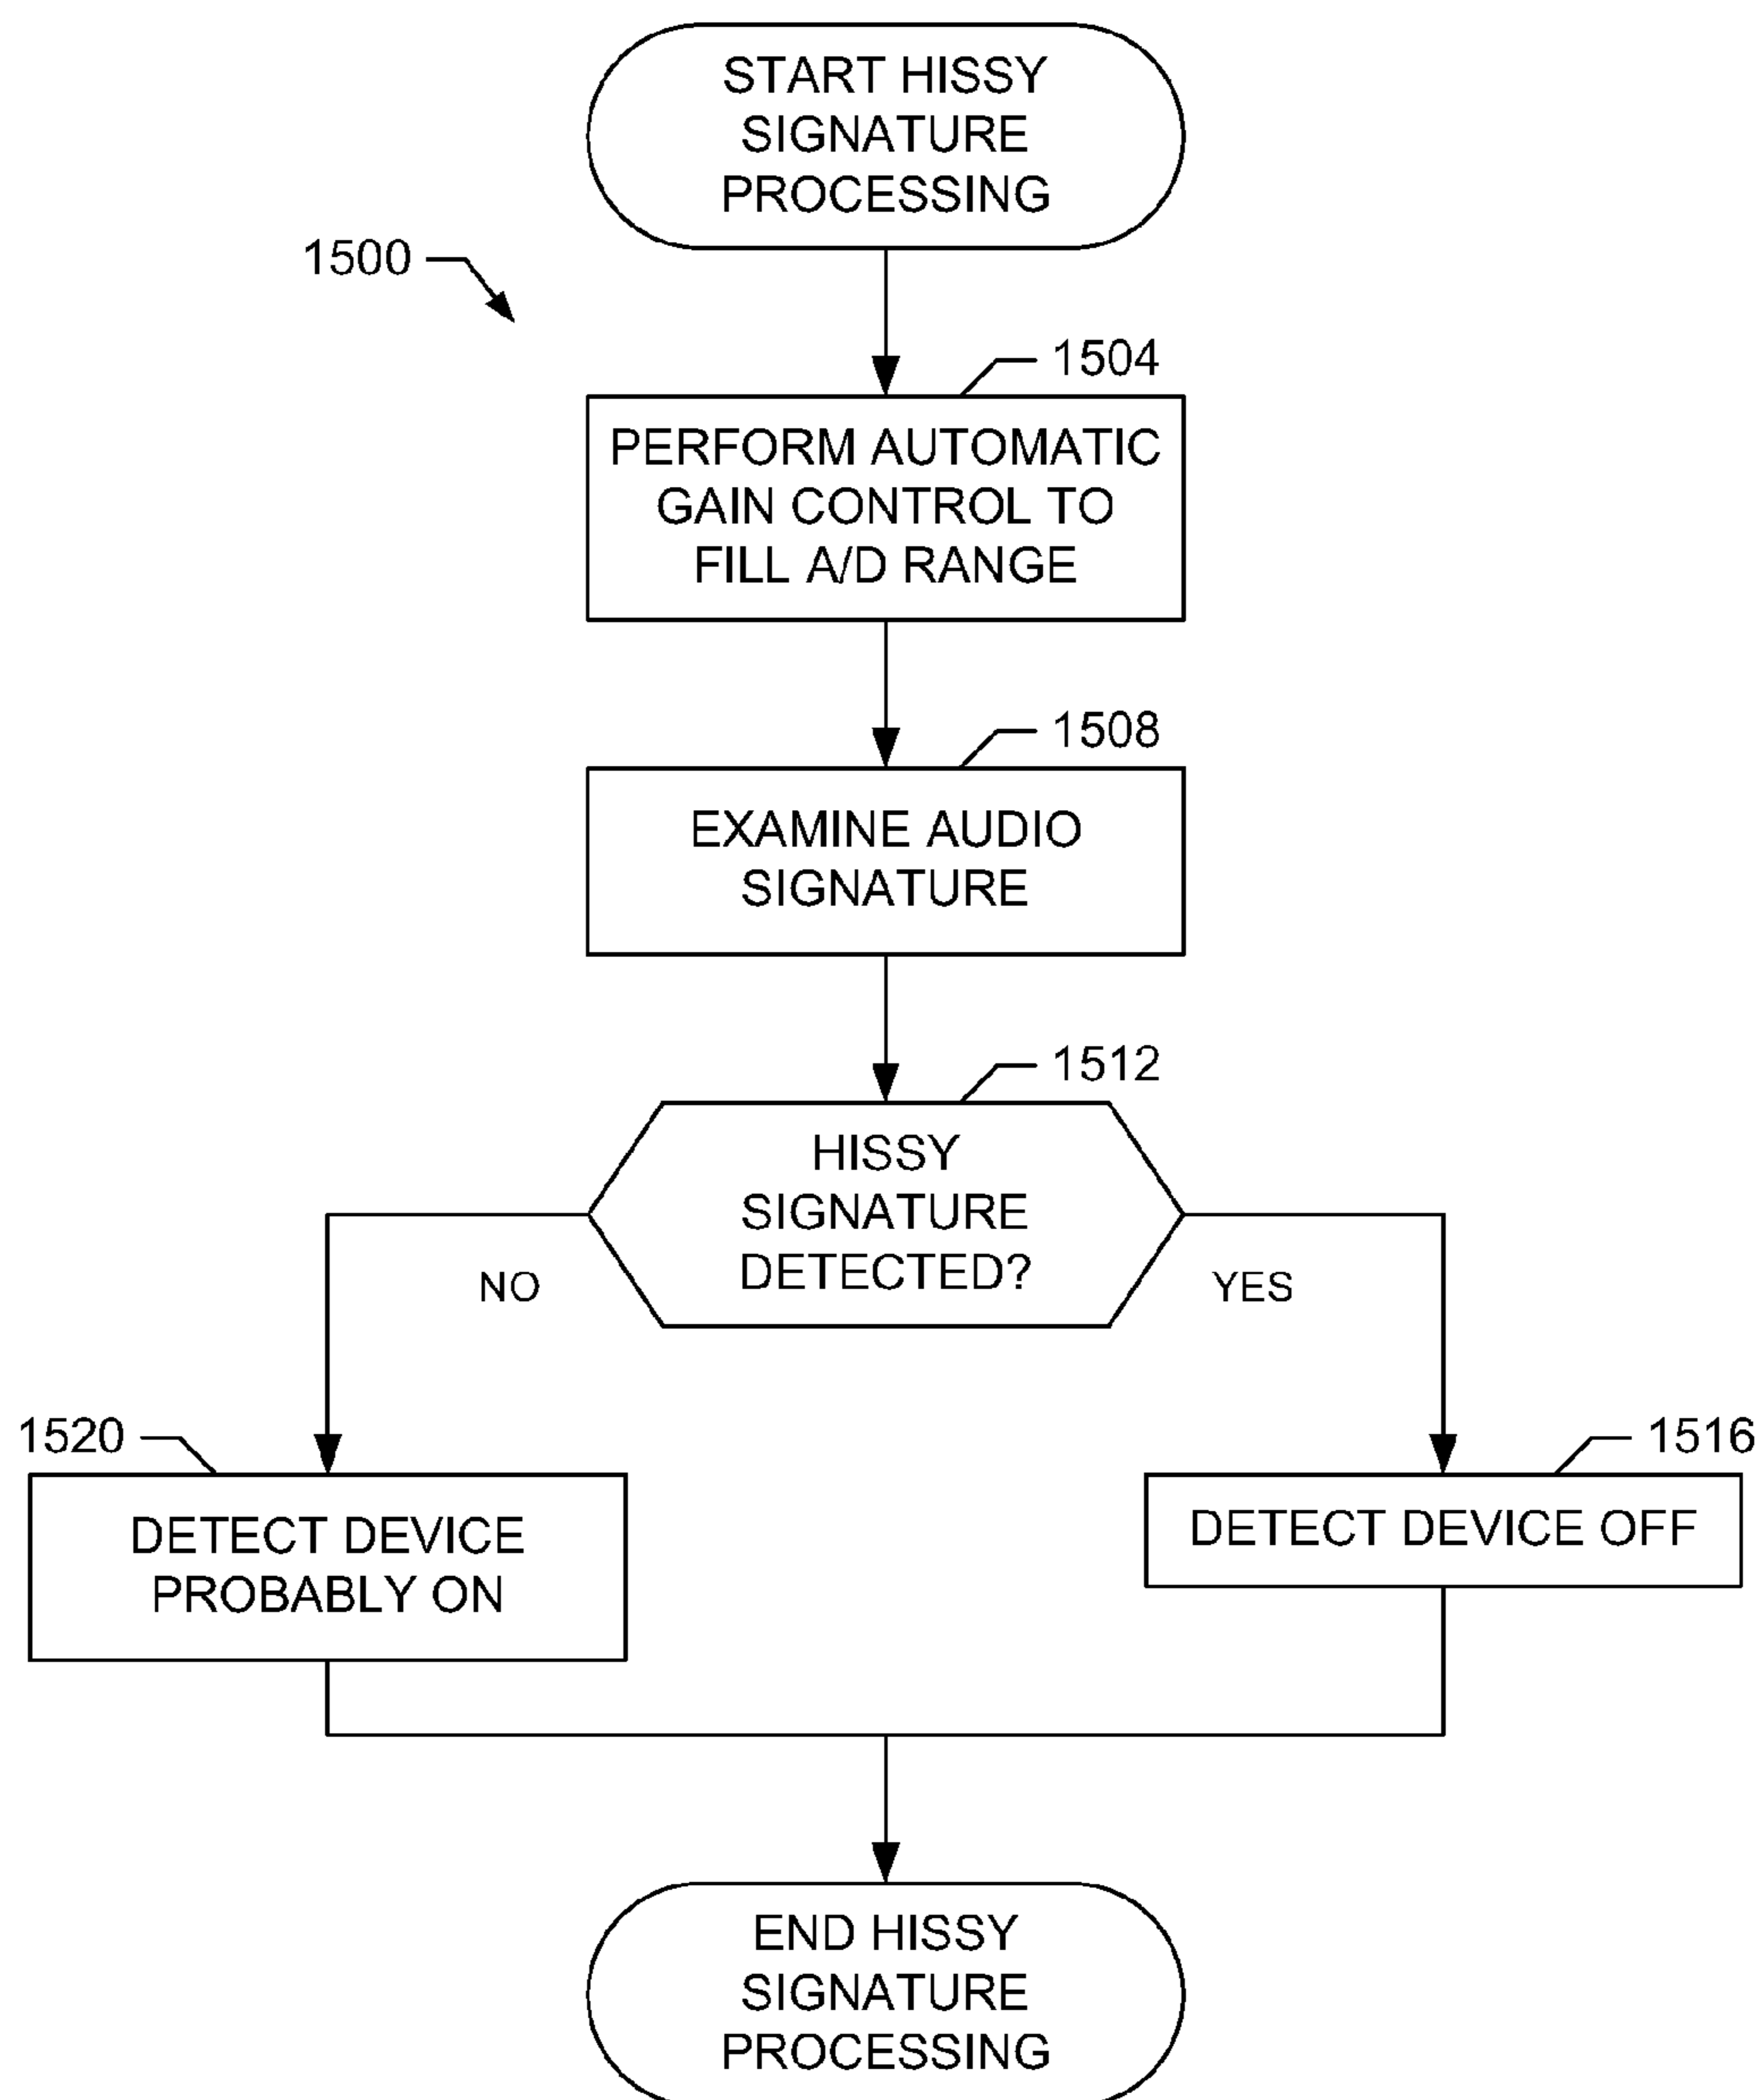 START HISSY
SIGNATURE
PROCESSING
1500
1504
PERFORM AUTOMATIC
GAIN CONTROL TO
FILL A/D RANGE
1508
EXAMINE AUDIO
SIGNATURE
1512
HISSY
SIGNATURE
DETECTED?
NO
YES
1520
1516
DETECT DEVICE
PROBABLY ON
DETECT DEVICE OFF
END HISSY
SIGNATURE
PROCESSING